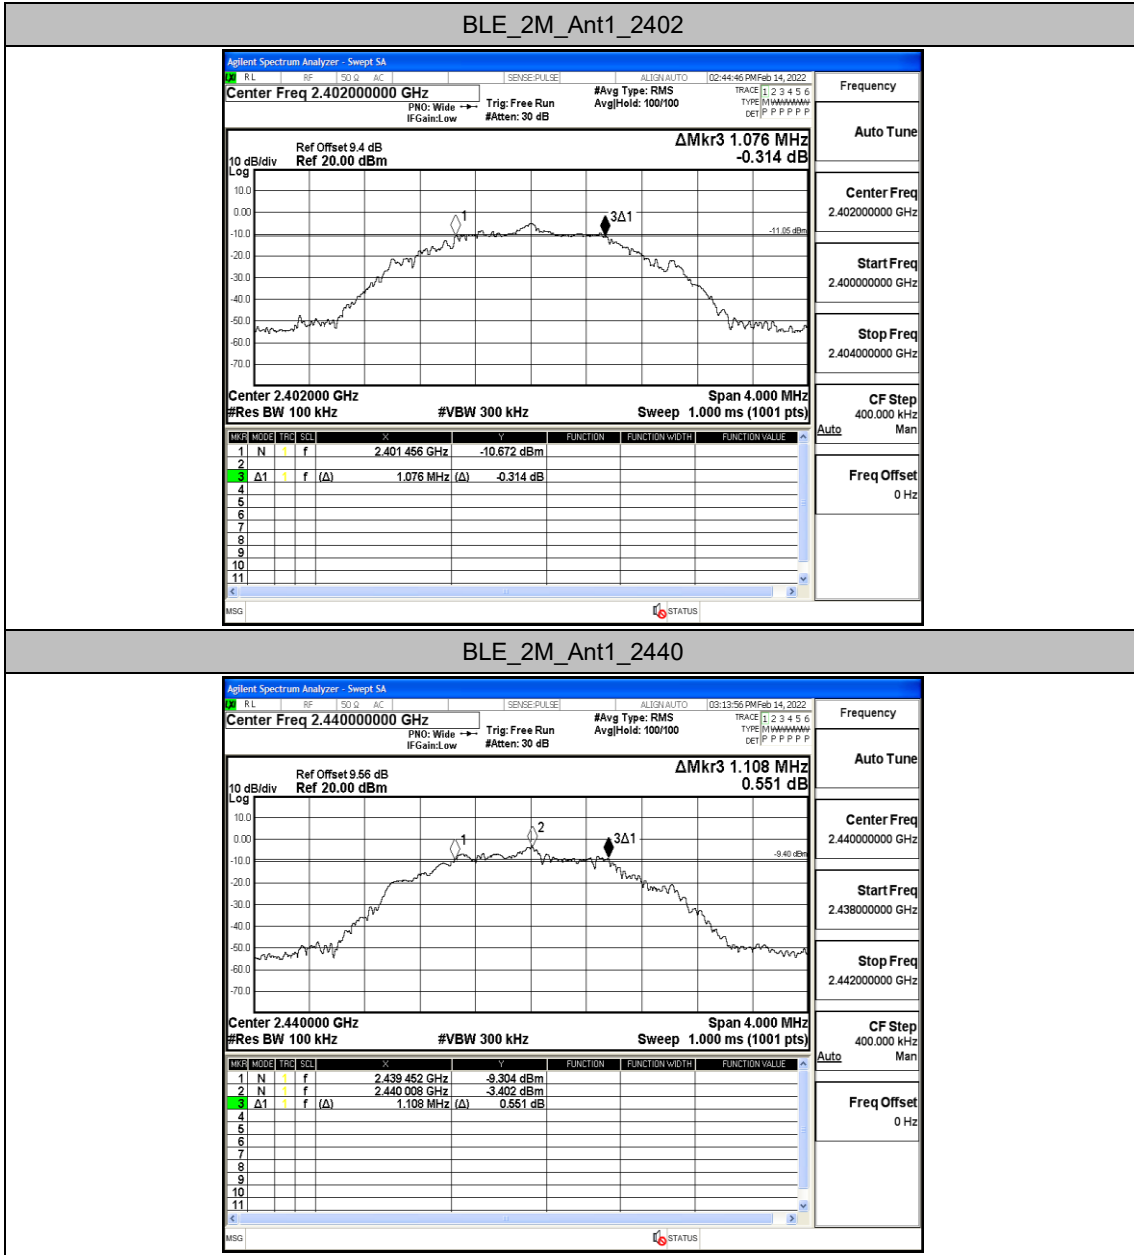 BLE_2M_Ant1_2402
Agilent Spectrum Analyzer - Swept SA
LXI RL RF 50 Ω AC SENSE:PULSE ALIGNAUTO 02:44:46 PM Feb 14, 2022
Center Freq 2.402000000 GHz
PNO: Wide
IFGain:Low
Trig: Free Run
#Atten: 30 dB
#Avg Type: RMS
Avg|Hold: 100/100
TRACE 1 2 3 4 5 6
TYPE M
DET P P P P P P
Frequency
Auto Tune
Center Freq
2.402000000 GHz
Start Freq
2.400000000 GHz
Stop Freq
2.404000000 GHz
CF Step
400.000 kHz
Auto Man
Freq Offset
0 Hz
ΔMkr3 1.076 MHz
-0.314 dB
Ref Offset 9.4 dB
10 dB/div Ref 20.00 dBm
Log
10.0
0.00
-10.0
-20.0
-30.0
-40.0
-50.0
-60.0
-70.0
1
3Δ1
-11.05 dBm
Center 2.402000 GHz Span 4.000 MHz
#Res BW 100 kHz #VBW 300 kHz Sweep 1.000 ms (1001 pts)
MKR MODE TRC SCL X Y FUNCTION FUNCTION WIDTH FUNCTION VALUE
1 N 1 f 2.401 456 GHz -10.672 dBm
2
3 Δ1 1 f (Δ) 1.076 MHz (Δ) -0.314 dB
4
5
6
7
8
9
10
11
MSG STATUS
BLE_2M_Ant1_2440
Agilent Spectrum Analyzer - Swept SA
LXI RL RF 50 Ω AC SENSE:PULSE ALIGNAUTO 03:13:56 PM Feb 14, 2022
Center Freq 2.440000000 GHz
PNO: Wide
IFGain:Low
Trig: Free Run
#Atten: 30 dB
#Avg Type: RMS
Avg|Hold: 100/100
TRACE 1 2 3 4 5 6
TYPE M
DET P P P P P P
Frequency
Auto Tune
Center Freq
2.440000000 GHz
Start Freq
2.438000000 GHz
Stop Freq
2.442000000 GHz
CF Step
400.000 kHz
Auto Man
Freq Offset
0 Hz
ΔMkr3 1.108 MHz
0.551 dB
Ref Offset 9.56 dB
10 dB/div Ref 20.00 dBm
Log
10.0
0.00
-10.0
-20.0
-30.0
-40.0
-50.0
-60.0
-70.0
1
2
3Δ1
-9.40 dBm
Center 2.440000 GHz Span 4.000 MHz
#Res BW 100 kHz #VBW 300 kHz Sweep 1.000 ms (1001 pts)
MKR MODE TRC SCL X Y FUNCTION FUNCTION WIDTH FUNCTION VALUE
1 N 1 f 2.439 452 GHz -9.304 dBm
2 N 1 f 2.440 008 GHz -3.402 dBm
3 Δ1 1 f (Δ) 1.108 MHz (Δ) 0.551 dB
4
5
6
7
8
9
10
11
MSG STATUS